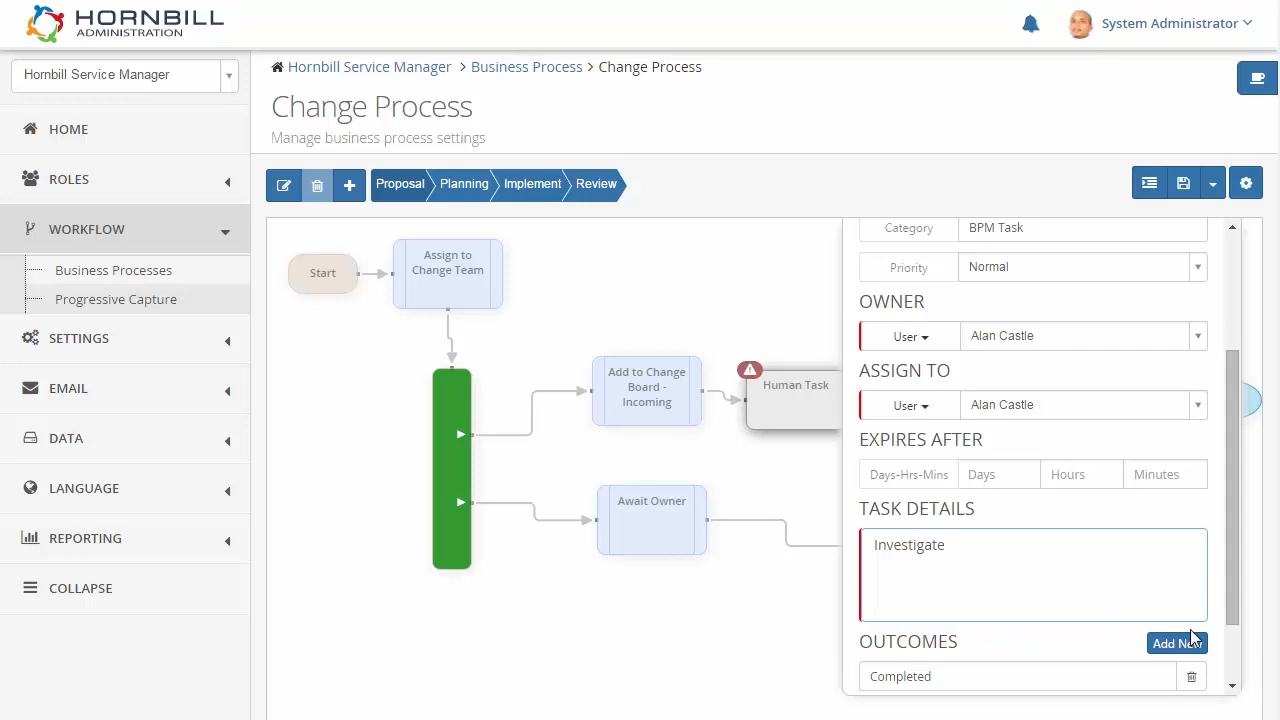 HORNBILL
ADMINISTRATION
System Administrator
Hornbill Service Manager
Hornbill Service Manager > Business Process > Change Process
Change Process
Manage business process settings
HOME
ROLES
WORKFLOW
Business Processes
Progressive Capture
SETTINGS
EMAIL
DATA
LANGUAGE
REPORTING
COLLAPSE
Proposal Planning Implement Review
Start
Assign to
Change Team
Add to Change
Board -
Incoming
Human Task
Await Owner
Category BPM Task
Priority Normal
OWNER
User Alan Castle
ASSIGN TO
User Alan Castle
EXPIRES AFTER
Days-Hrs-Mins Days Hours Minutes
TASK DETAILS
Investigate
OUTCOMES
Add New
Completed